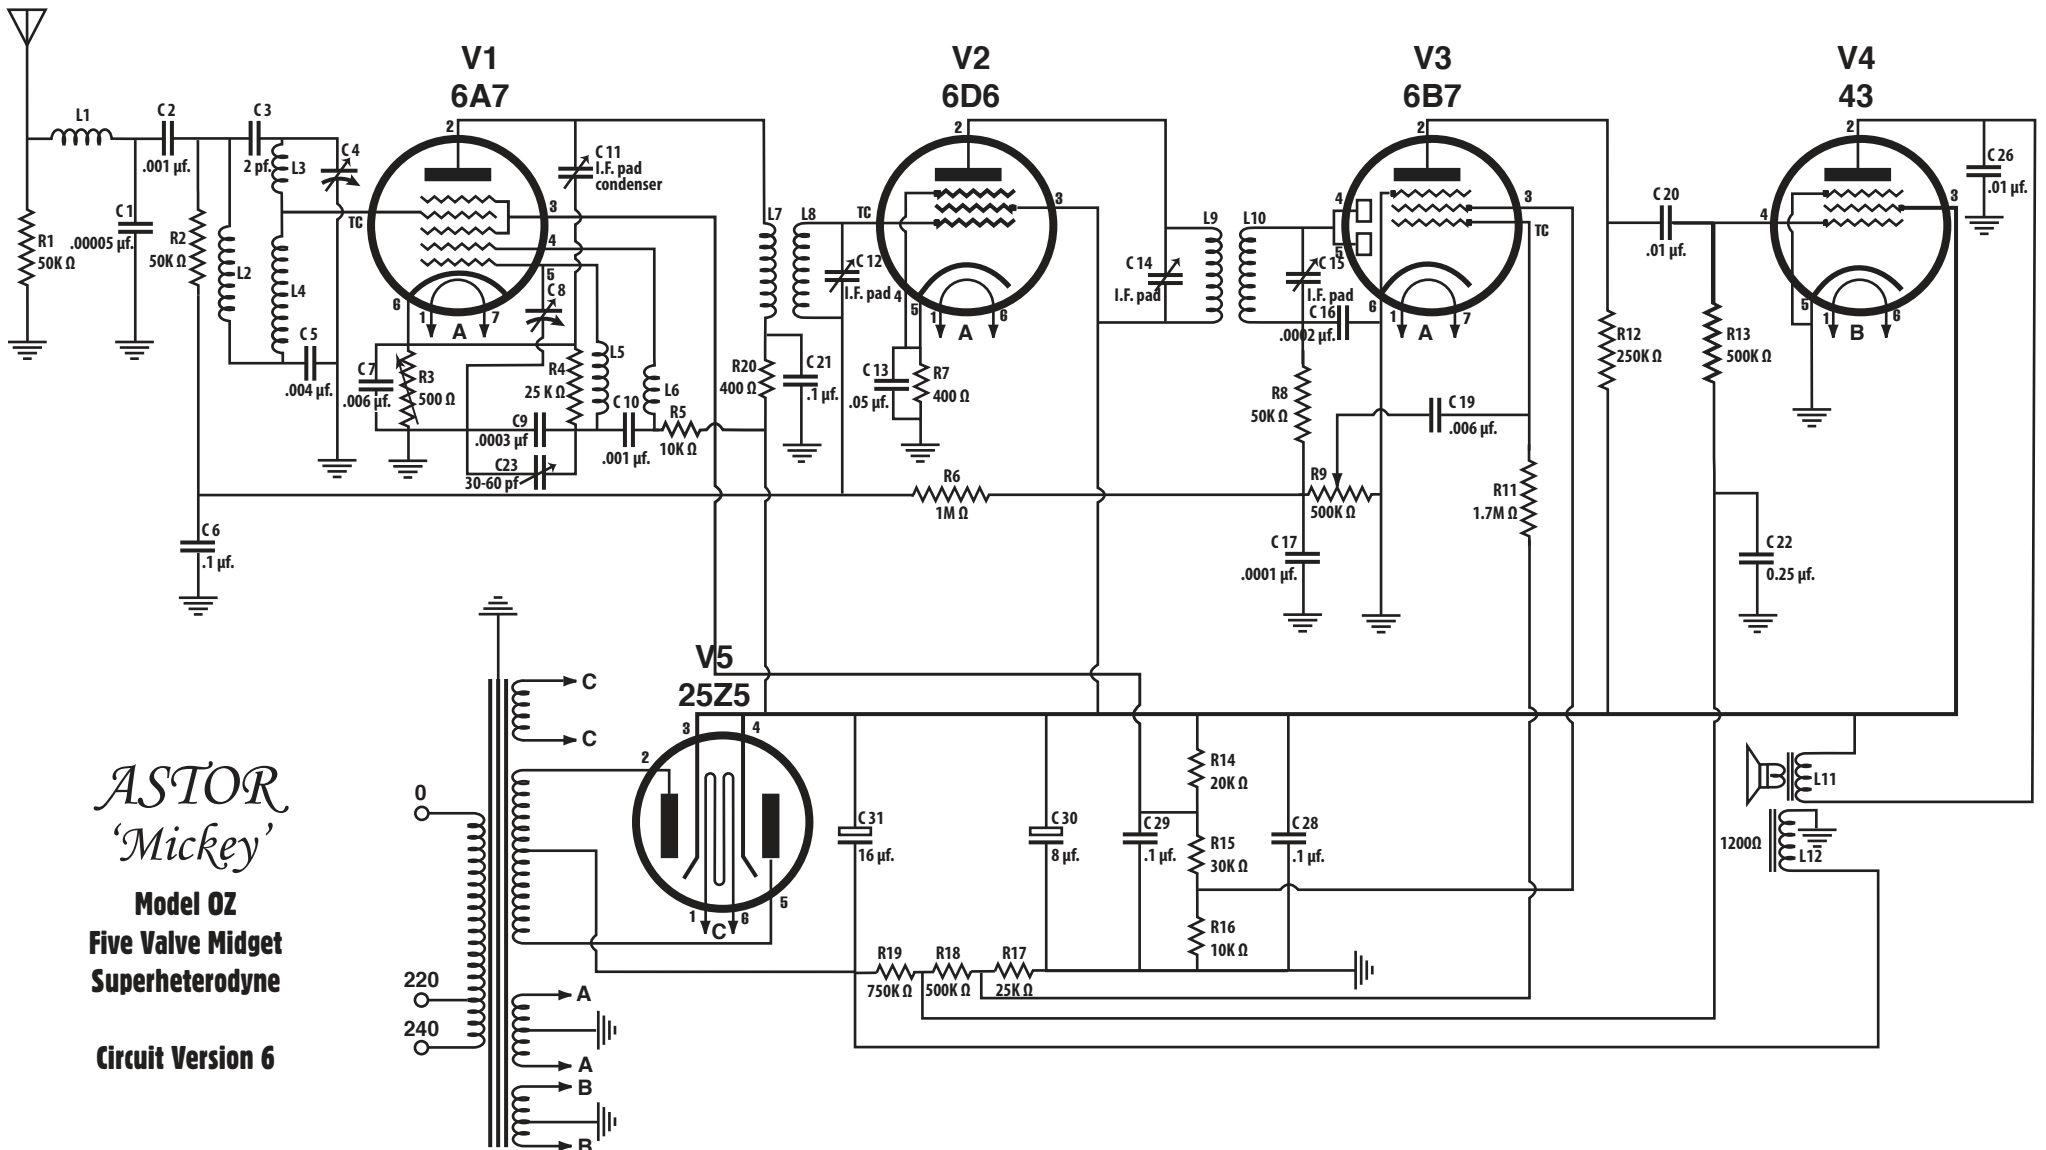 V1
6A7
V2
6D6
V3
6B7
V4
43
L1
C 2
.001 µf.
C 3
2 pf.
L3
C 4
C 1
.00005 µf.
R1
50K Ω
R2
50K Ω
L2
L4
C 5
.004 µf.
C 6
.1 µf.
TC
2
3
4
5
6
1
7
A
C 11
I.F. pad
condenser
C 8
C 7
.006 µf.
R3
500 Ω
R4
25 K Ω
L5
L6
C9
.0003 µf
C 10
.001 µf.
R5
10K Ω
C23
30-60 pf
L7
L8
R20
400 Ω
C 21
.1 µf.
C 12
I.F. pad
TC
2
3
4
5
1
6
A
C 13
.05 µf.
R7
400 Ω
R6
1M Ω
C 14
I.F. pad
L9
L10
C 15
I.F. pad
C 16
.0002 µf.
2
3
4
5
6
1
7
A
TC
R8
50K Ω
C 19
.006 µf.
R9
500K Ω
C 17
.0001 µf.
R11
1.7M Ω
R12
250K Ω
C 20
.01 µf.
R13
500K Ω
C 22
0.25 µf.
2
3
4
5
1
6
B
C 26
.01 µf.
V5
25Z5
3
4
2
1
6
5
C
C
C
0
220
240
A
A
B
B
C 31
16 µf.
C 30
8 µf.
C 29
.1 µf.
R14
20K Ω
R15
30K Ω
R16
10K Ω
C 28
.1 µf.
R19
750K Ω
R18
500K Ω
R17
25K Ω
L11
1200Ω
L12
ASTOR
‘Mickey’
Model OZ
Five Valve Midget
Superheterodyne
Circuit Version 6